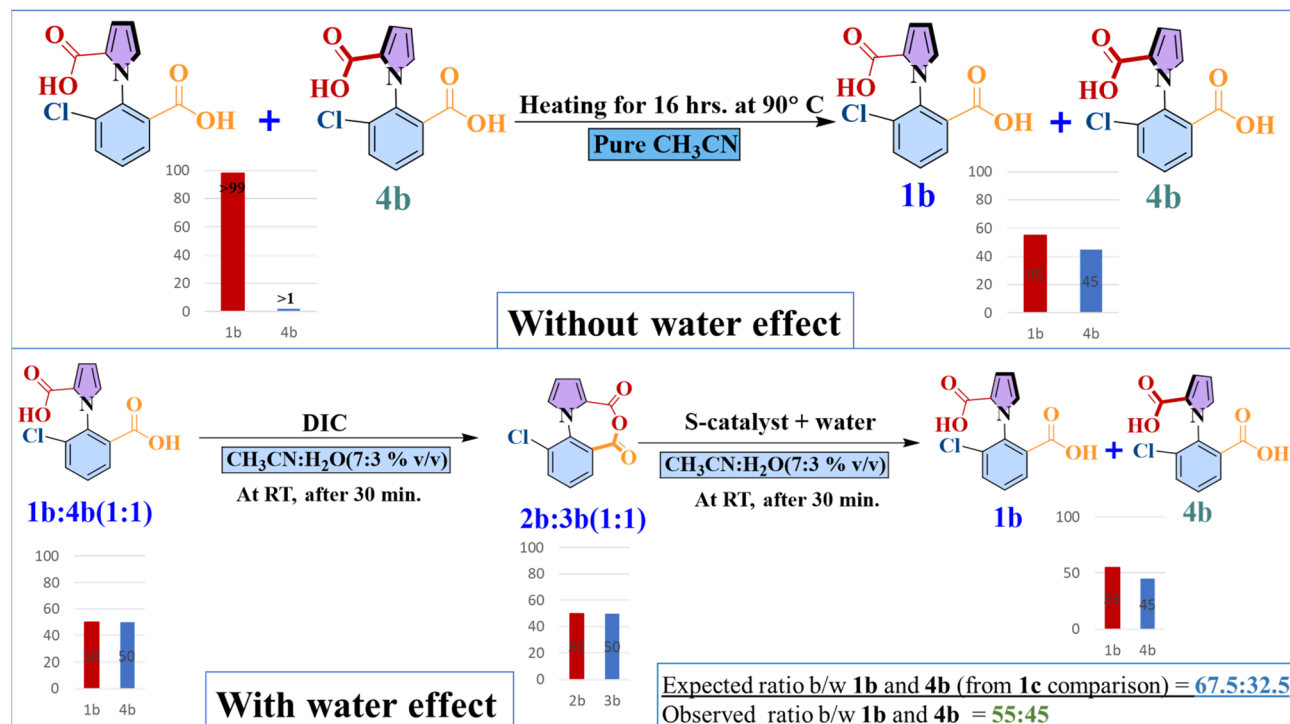 O
HO
N
Cl
O
OH
+
O
HO
N
Cl
O
OH
4b
Heating for 16 hrs. at 90° C
Pure CH₃CN
O
HO
N
Cl
O
OH
1b
+
O
HO
N
Cl
O
OH
4b
100
80
60
40
20
0
>99
>1
1b 4b
100
80
60
40
20
0
55
45
1b 4b
Without water effect
O
HO
N
Cl
O
OH
1b:4b(1:1)
DIC
CH₃CN:H₂O(7:3 % v/v)
At RT, after 30 min.
O
N
O
Cl
O
2b:3b(1:1)
S-catalyst + water
CH₃CN:H₂O(7:3 % v/v)
At RT, after 30 min.
O
HO
N
Cl
O
OH
1b
+
O
HO
N
Cl
O
OH
4b
100
80
60
40
20
0
50
50
1b 4b
100
80
60
40
20
0
50
50
2b 3b
100
50
0
55
45
1b 4b
With water effect
Expected ratio b/w 1b and 4b (from 1c comparison) = 67.5:32.5
Observed ratio b/w 1b and 4b = 55:45